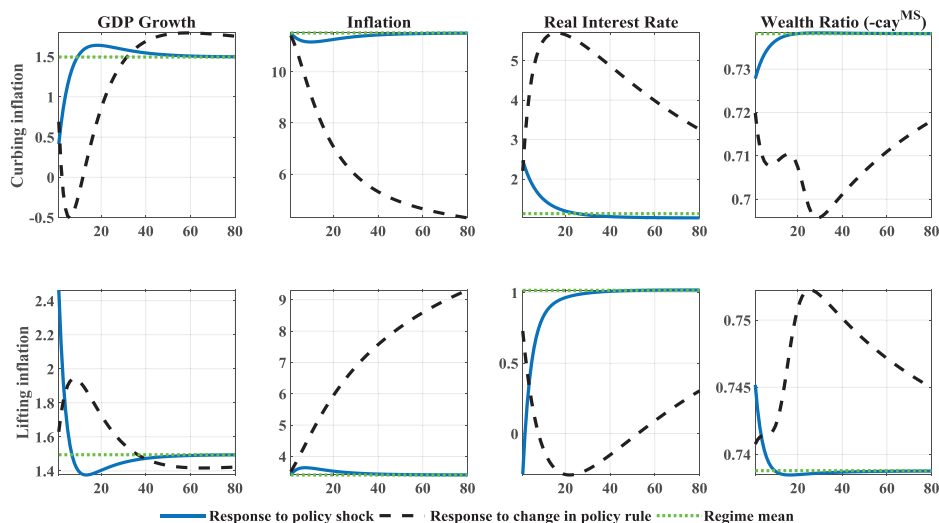 GDP Growth Inflation Real Interest Rate Wealth Ratio (-cay^MS)
Curbing inflation
1.5
1
0.5
0
-0.5
20 40 60 80
10
8
6
20 40 60 80
5
4
3
2
20 40 60 80
0.73
0.72
0.71
0.7
20 40 60 80
Lifting inflation
2.4
2.2
2
1.8
1.6
1.4
20 40 60 80
9
8
7
6
5
4
20 40 60 80
1
0.5
0
20 40 60 80
0.75
0.745
0.74
20 40 60 80
Response to policy shock Response to change in policy rule Regime mean